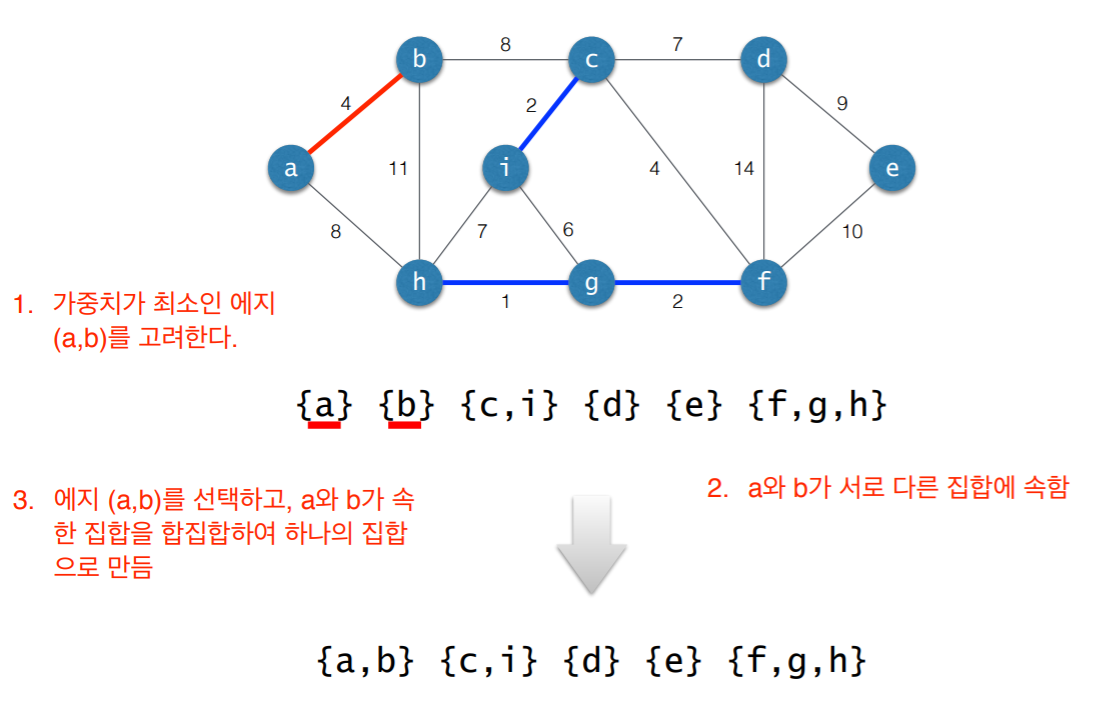 b 8 c 7 d
4 2 9
a 11 i 4 14 e
8 7 6 10
h g f
1 2
1. 가중치가 최소인 에지
(a,b)를 고려한다.
{a} {b} {c,i} {d} {e} {f,g,h}
2. a와 b가 서로 다른 집합에 속함
3. 에지 (a,b)를 선택하고, a와 b가 속
한 집합을 합집합하여 하나의 집합
으로 만듬
{a,b} {c,i} {d} {e} {f,g,h}